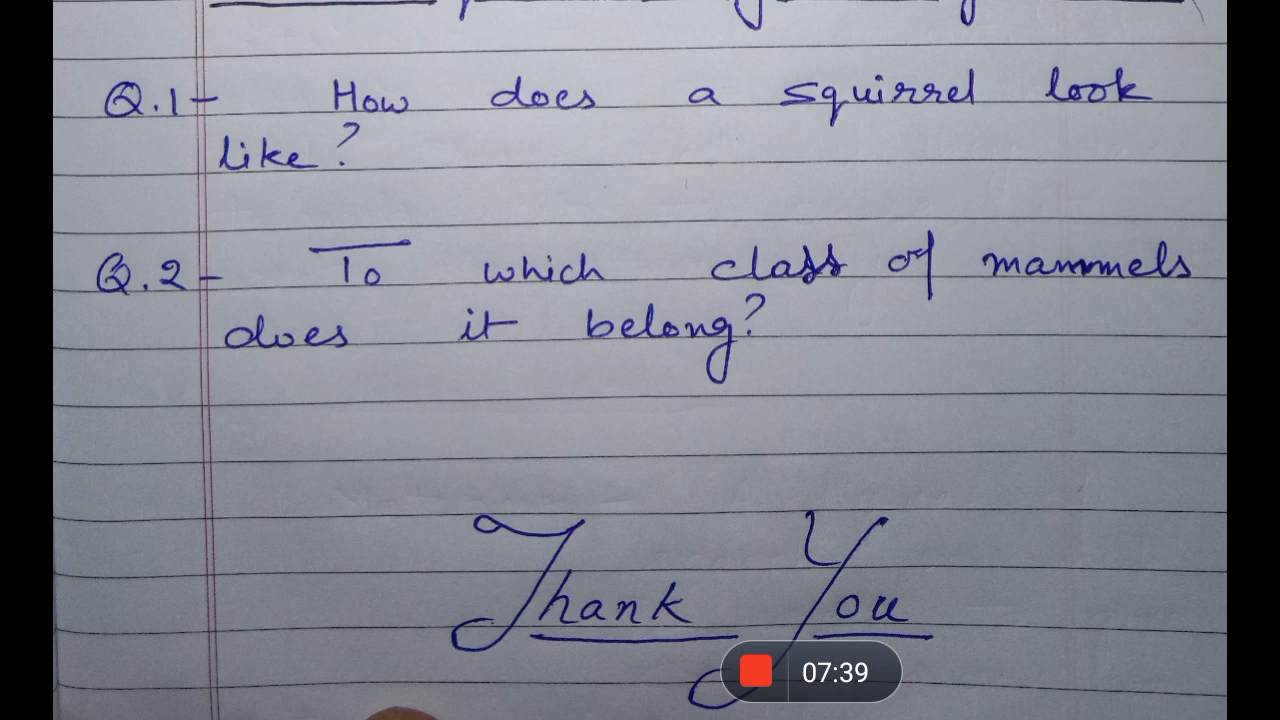 Q.1- How does a squirrel look
like?
Q.2- To which class of mammels
does it belong?
Thank You
07:39